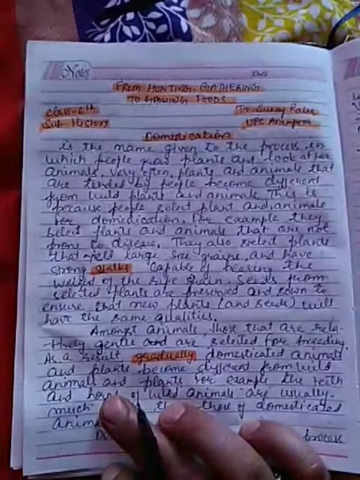 Notes
FROM HUNTING-GATHERING
TO GROWING FOODS
Class-6th
Sub-History
Domestication
is the name given to the process in
which people grow plants and look after
animals. Very often, plants and animals that
are tended by people become different
from wild plants and animals. This is
because people select plant and animals
for domestication. For example they
select plants and animals that are not
prone to disease. They also select plants
that yield large size grains, and have
strong stalks capable of bearing the
weight of the ripe grain. Seeds from
selected plants are preserved and sown to
ensure that new plants (and seeds) will
have the same qualities.
Amongst animals, those that are rela-
-tively gentle are selected for breeding.
As a result gradually domesticated animals
and plants become different from wild
animals and plants for example the teeth
and horns of wild animals are usually
much those of domesticated